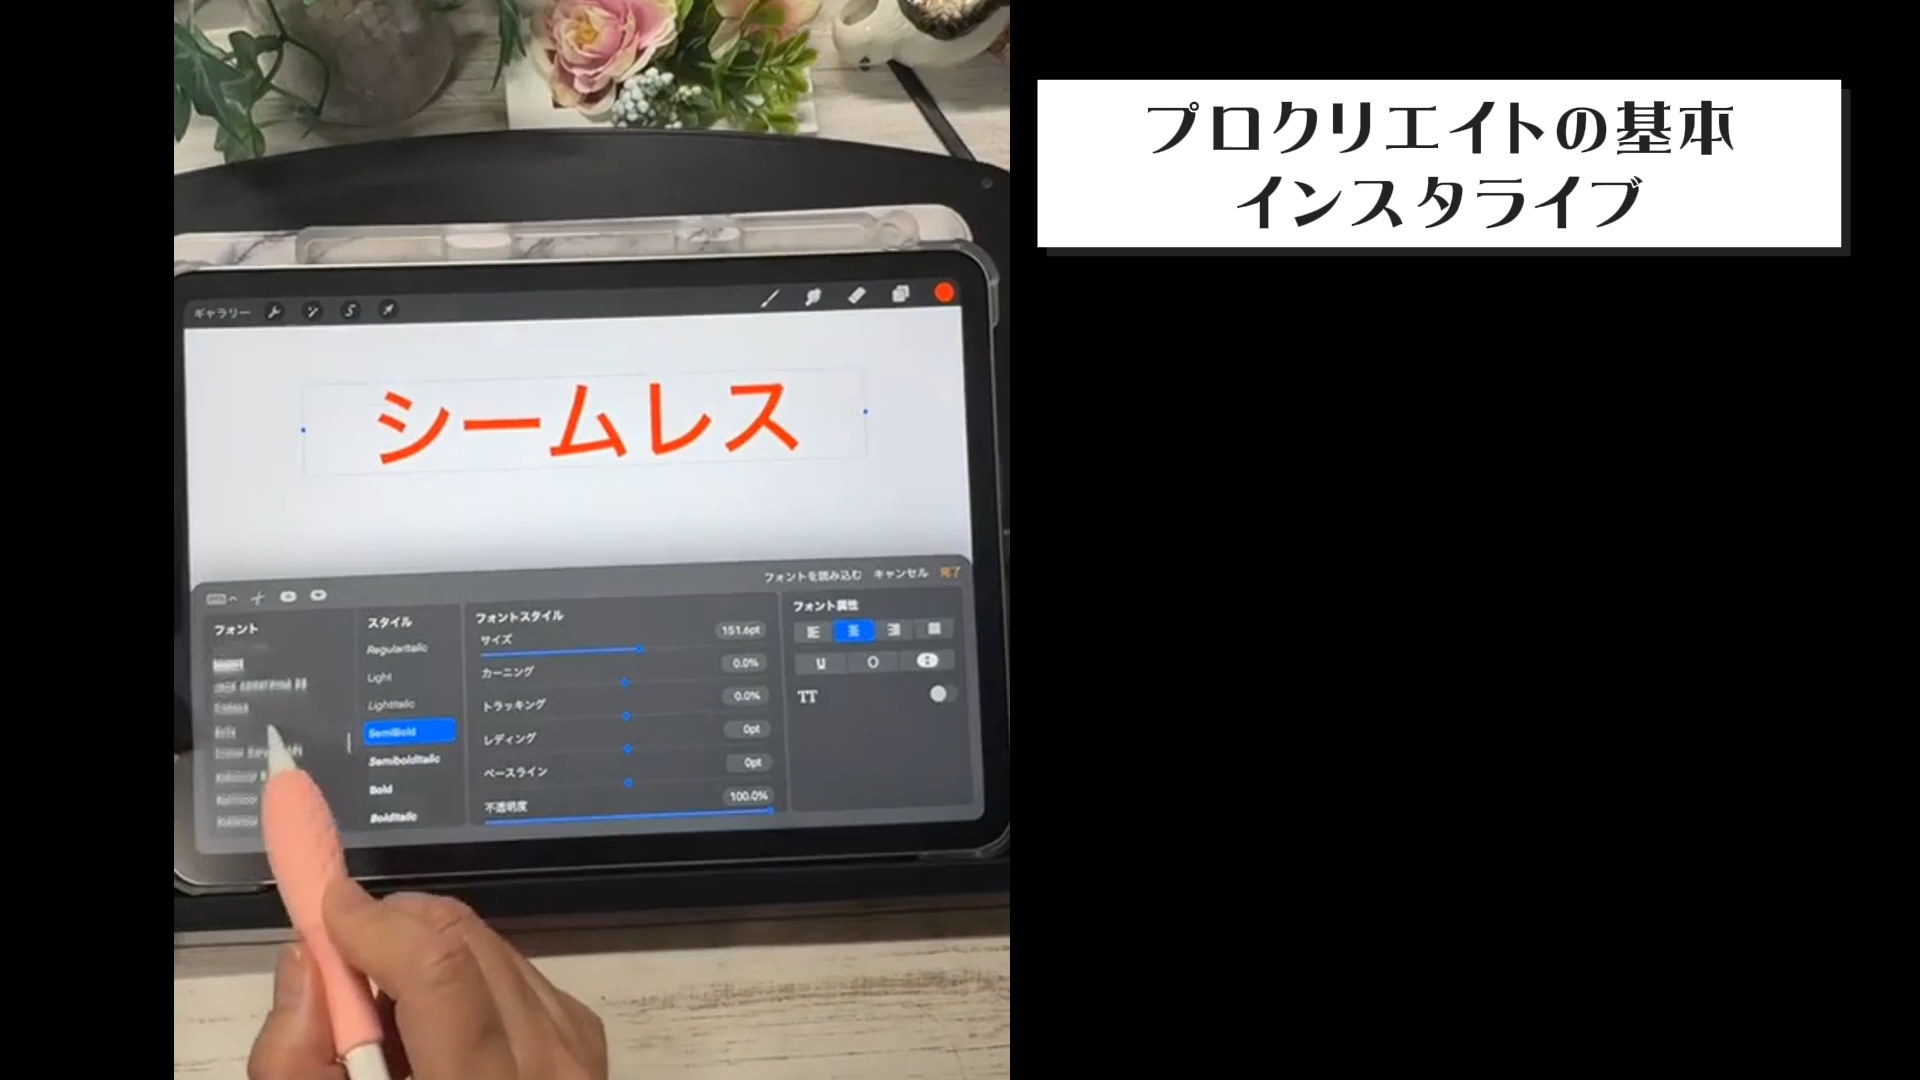 プロクリエイトの基本
インスタライブ
ギャラリー
シームレス
フォントを読み込む キャンセル 完了
フォント
スタイル
RegularItalic
Light
LightItalic
SemiBold
SemiboldItalic
Bold
BoldItalic
フォントスタイル
サイズ 151.6pt
カーニング 0.0%
トラッキング 0.0%
レディング 0pt
ベースライン 0pt
不透明度 100.0%
フォント属性
U O
TT